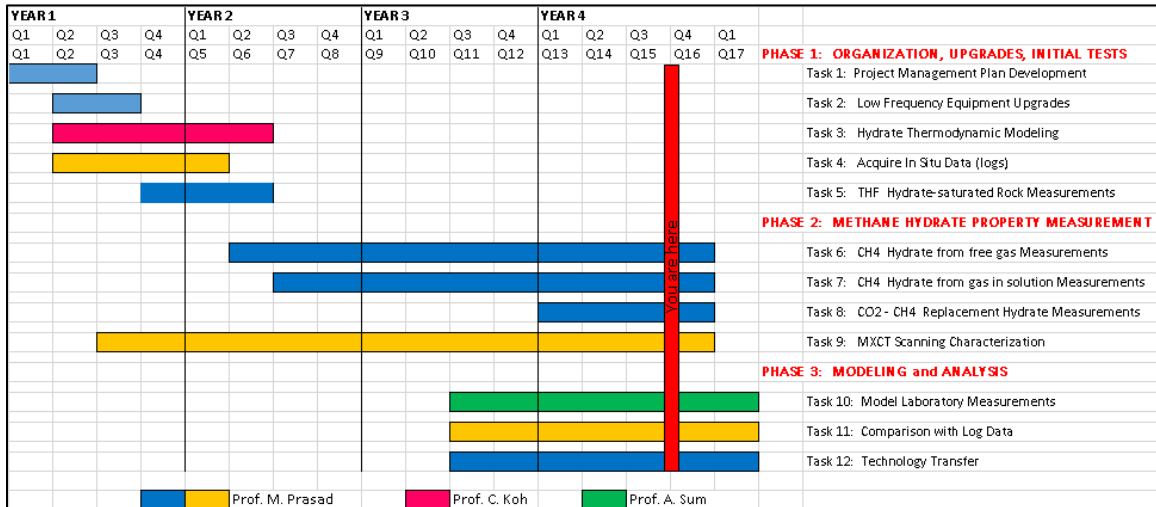 YEAR 1 YEAR 2 YEAR 3 YEAR 4
Q1 Q2 Q3 Q4 Q1 Q2 Q3 Q4 Q1 Q2 Q3 Q4 Q1 Q2 Q3 Q4 Q1
Q1 Q2 Q3 Q4 Q5 Q6 Q7 Q8 Q9 Q10 Q11 Q12 Q13 Q14 Q15 Q16 Q17 PHASE 1: ORGANIZATION, UPGRADES, INITIAL TESTS
Task 1: Project Management Plan Development
Task 2: Low Frequency Equipment Upgrades
Task 3: Hydrate Thermodynamic Modeling
Task 4: Acquire In Situ Data (logs)
Task 5: THF Hydrate-saturated Rock Measurements
PHASE 2: METHANE HYDRATE PROPERTY MEASUREMENT
You are here
Task 6: CH4 Hydrate from free gas Measurements
Task 7: CH4 Hydrate from gas in solution Measurements
Task 8: CO2 - CH4 Replacement Hydrate Measurements
Task 9: MXCT Scanning Characterization
PHASE 3: MODELING and ANALYSIS
Task 10: Model Laboratory Measurements
Task 11: Comparison with Log Data
Task 12: Technology Transfer
Prof. M. Prasad Prof. C. Koh Prof. A. Sum